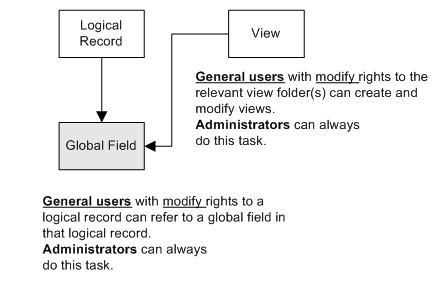 Logical
Record
View
General users with modify rights to the
relevant view folder(s) can create and
modify views.
Administrators can always
do this task.
Global Field
General users with modify rights to a
logical record can refer to a global field in
that logical record.
Administrators can always
do this task.